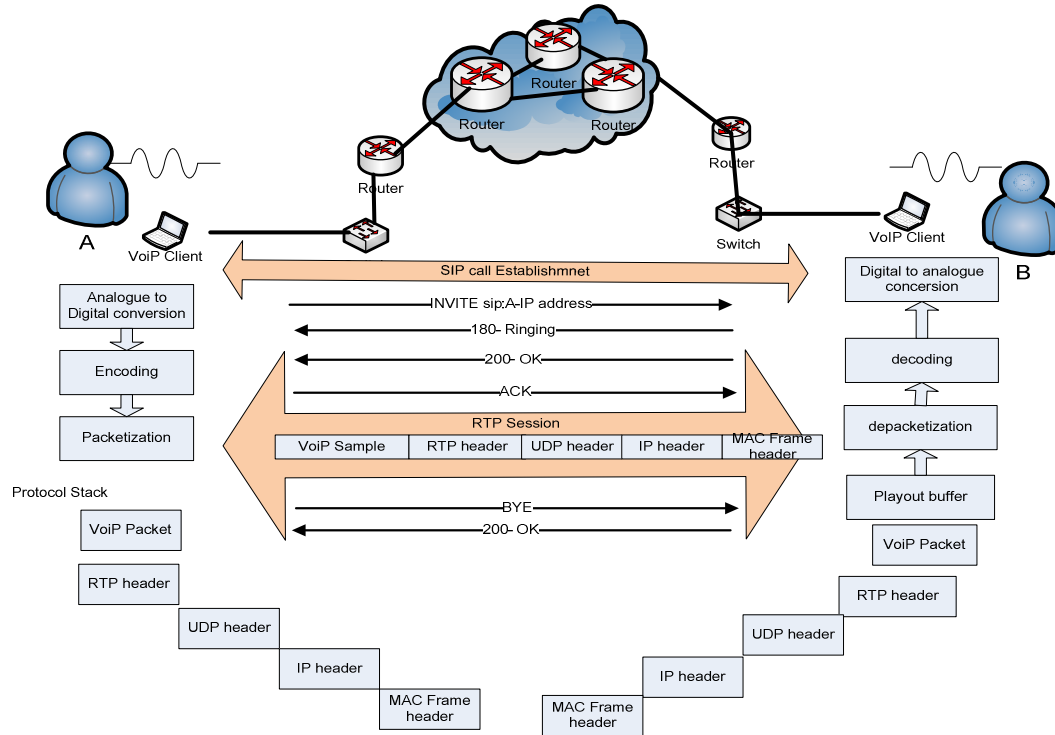 Router
Router
Router
Router
Router
A
VoiP Client
Switch
VoIP Client
B
SIP call Establishmnet
Analogue to
Digital conversion
Encoding
Packetization
INVITE sip:A-IP address
180- Ringing
200- OK
ACK
RTP Session
VoiP Sample
RTP header
UDP header
IP header
MAC Frame
header
BYE
200- OK
Digital to analogue
concersion
decoding
depacketization
Playout buffer
Protocol Stack
VoiP Packet
RTP header
UDP header
IP header
MAC Frame
header
VoiP Packet
RTP header
UDP header
IP header
MAC Frame
header